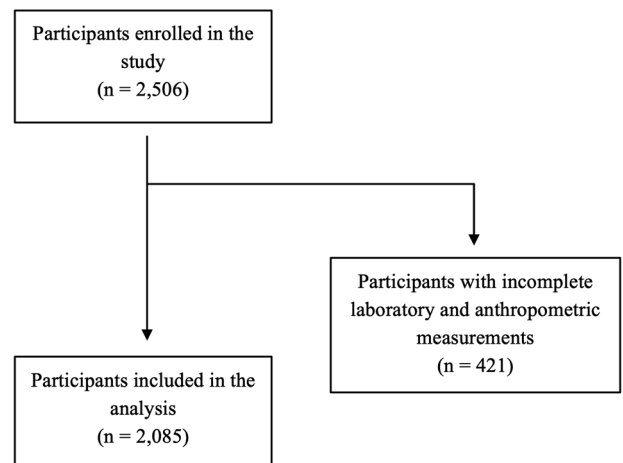 Participants enrolled in the
study
(n = 2,506)
Participants with incomplete
laboratory and anthropometric
measurements
(n = 421)
Participants included in the
analysis
(n = 2,085)